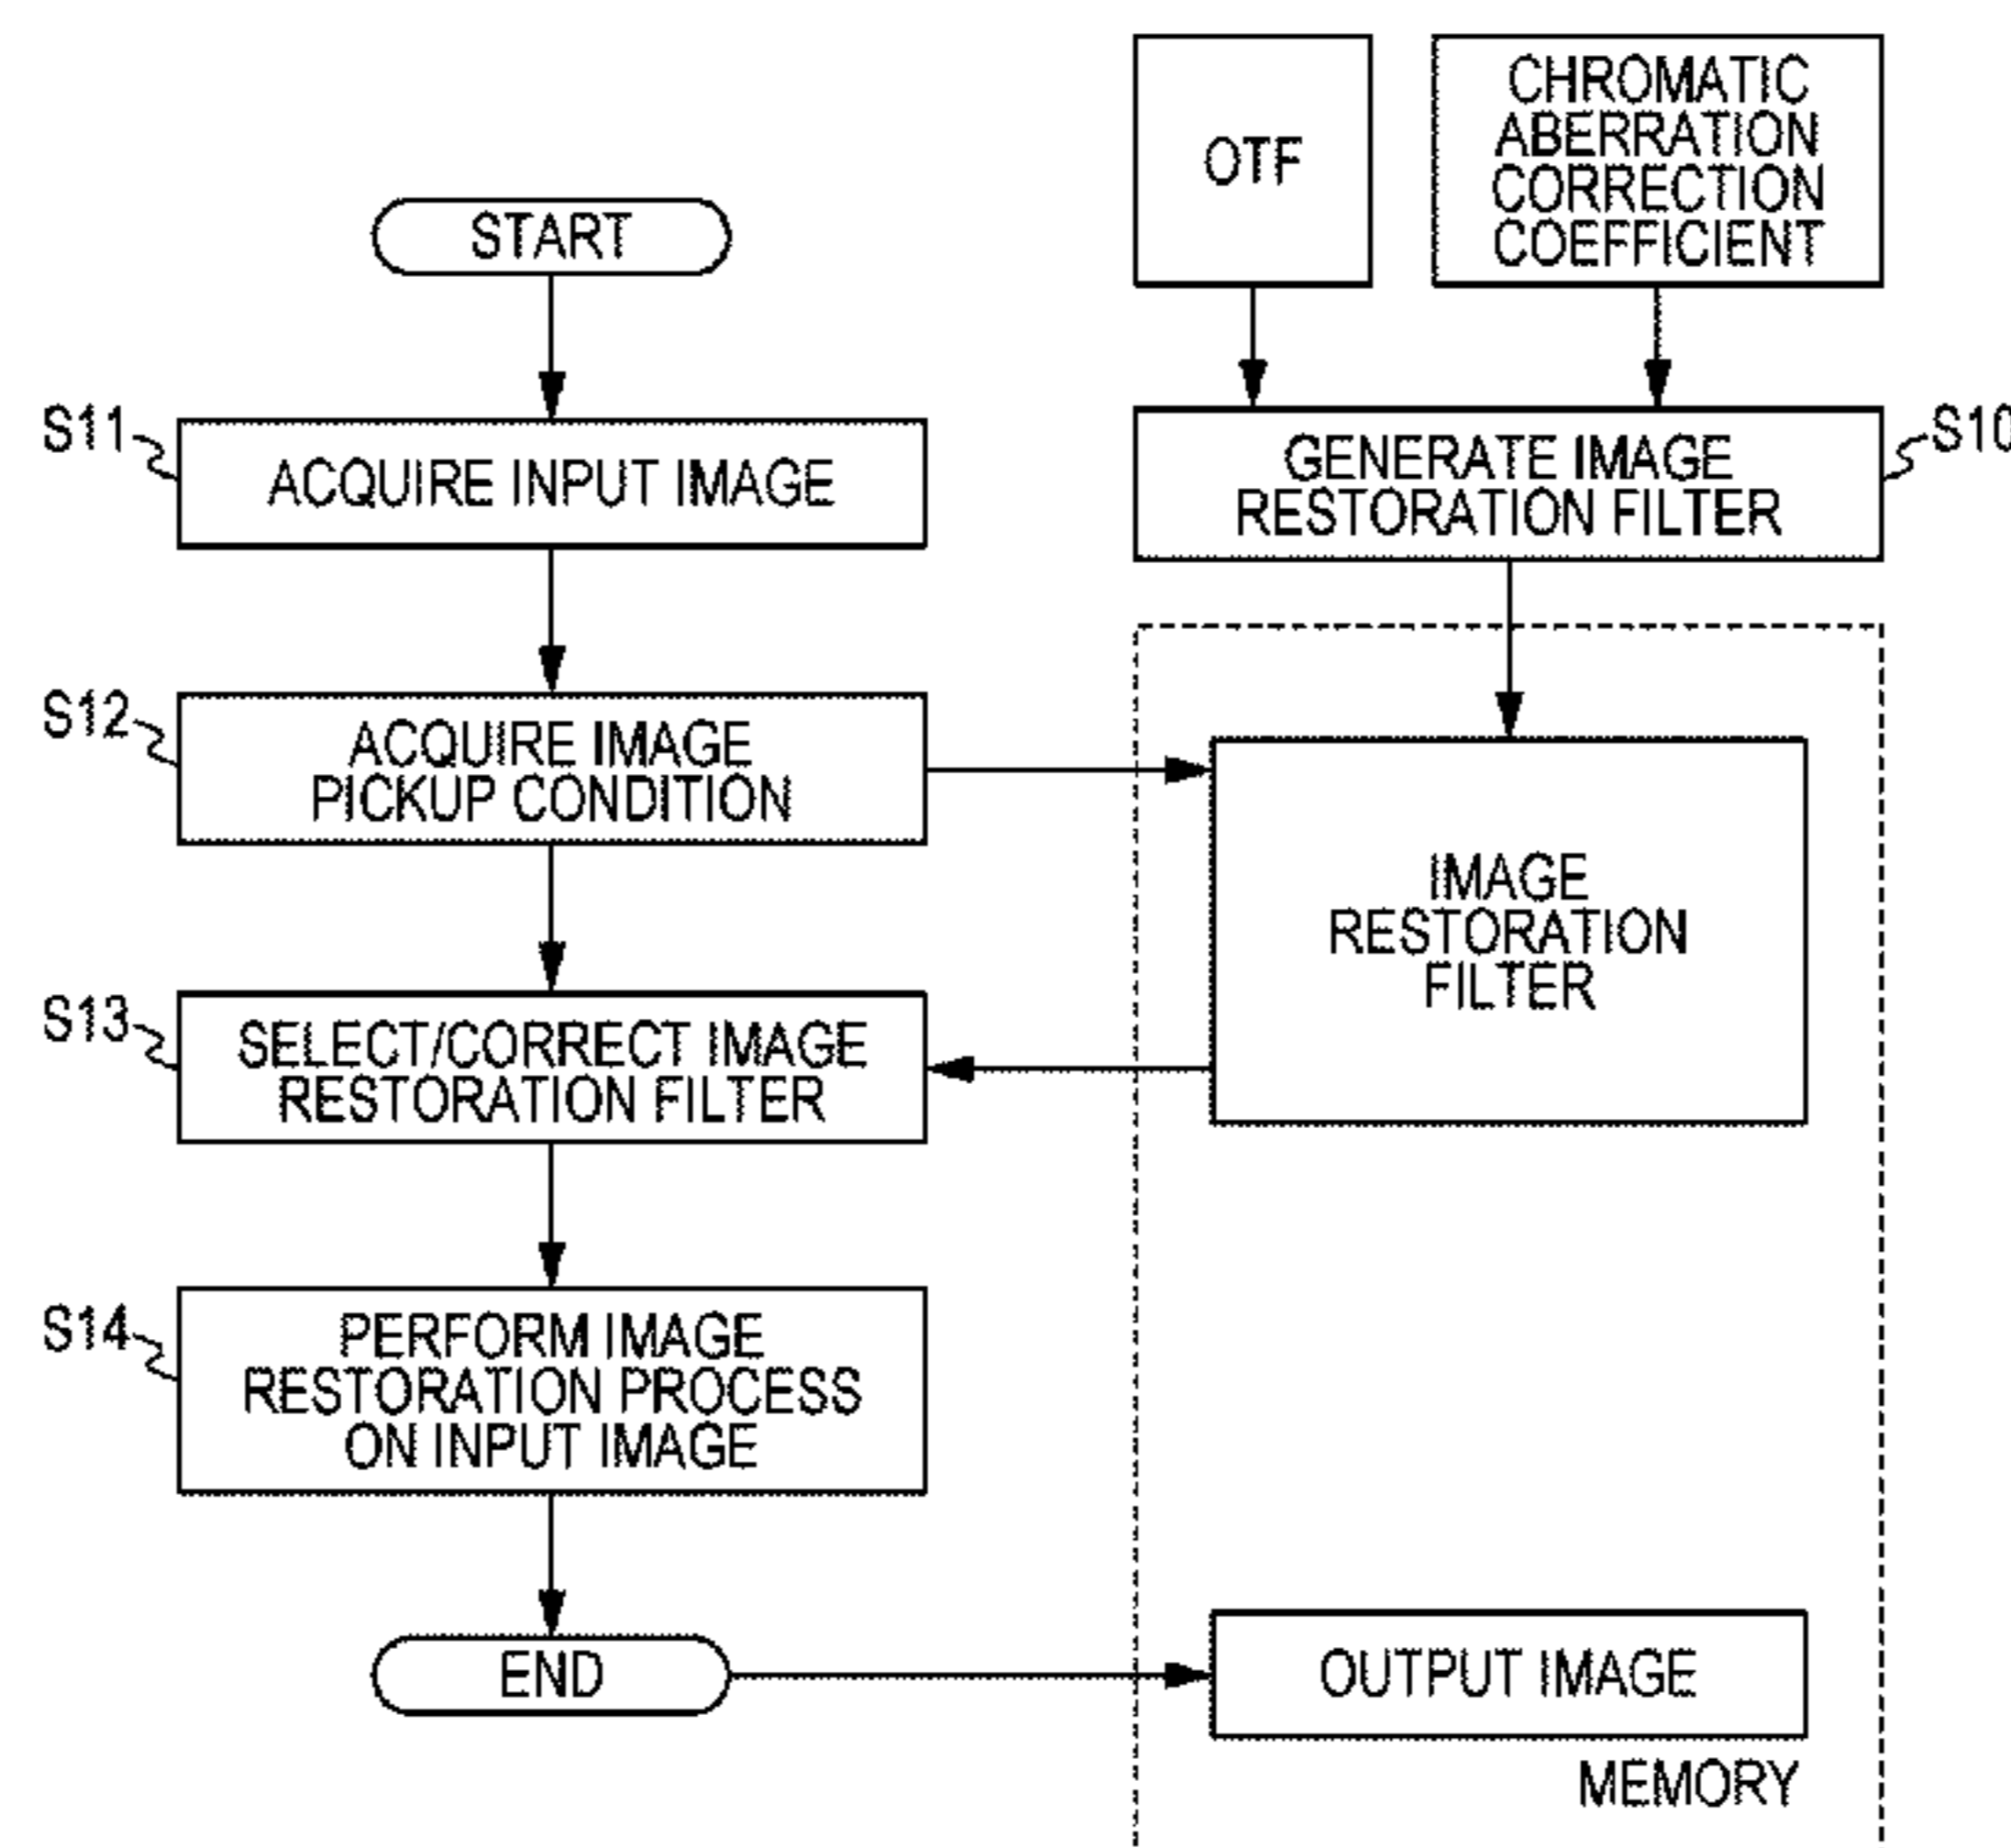 START
S11
ACQUIRE INPUT IMAGE
S12
ACQUIRE IMAGE
PICKUP CONDITION
S13
SELECT/CORRECT IMAGE
RESTORATION FILTER
S14
PERFORM IMAGE
RESTORATION PROCESS
ON INPUT IMAGE
END
OTF
CHROMATIC
ABERRATION
CORRECTION
COEFFICIENT
GENERATE IMAGE
RESTORATION FILTER
S10
IMAGE
RESTORATION
FILTER
OUTPUT IMAGE
MEMORY